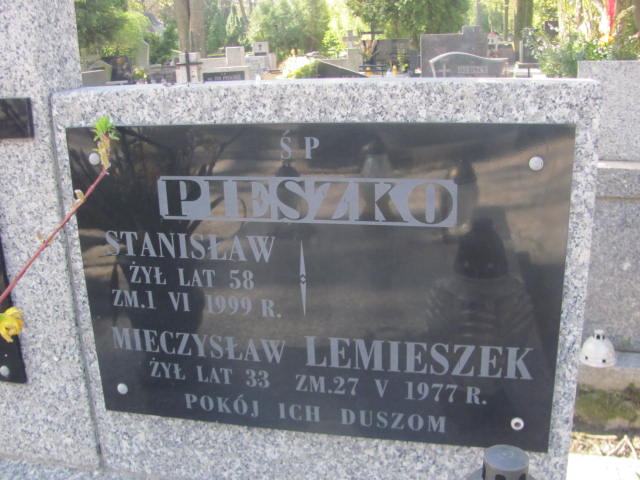 Ś P
PIESZKO
STANISŁAW
ŻYŁ LAT 58
ZM.1 VI 1999 R.
MIECZYSŁAW LEMIESZEK
ŻYŁ LAT 33 ZM.27 V 1977 R.
POKÓJ ICH DUSZOM